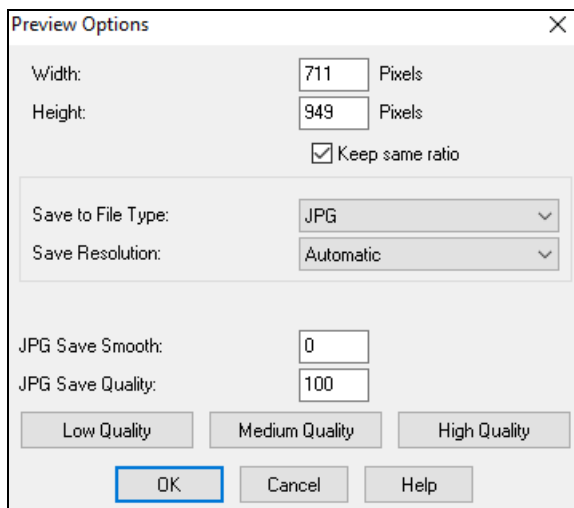 Preview Options
Width: 711 Pixels
Height: 949 Pixels
Keep same ratio
Save to File Type: JPG
Save Resolution: Automatic
JPG Save Smooth: 0
JPG Save Quality: 100
Low Quality Medium Quality High Quality
OK Cancel Help